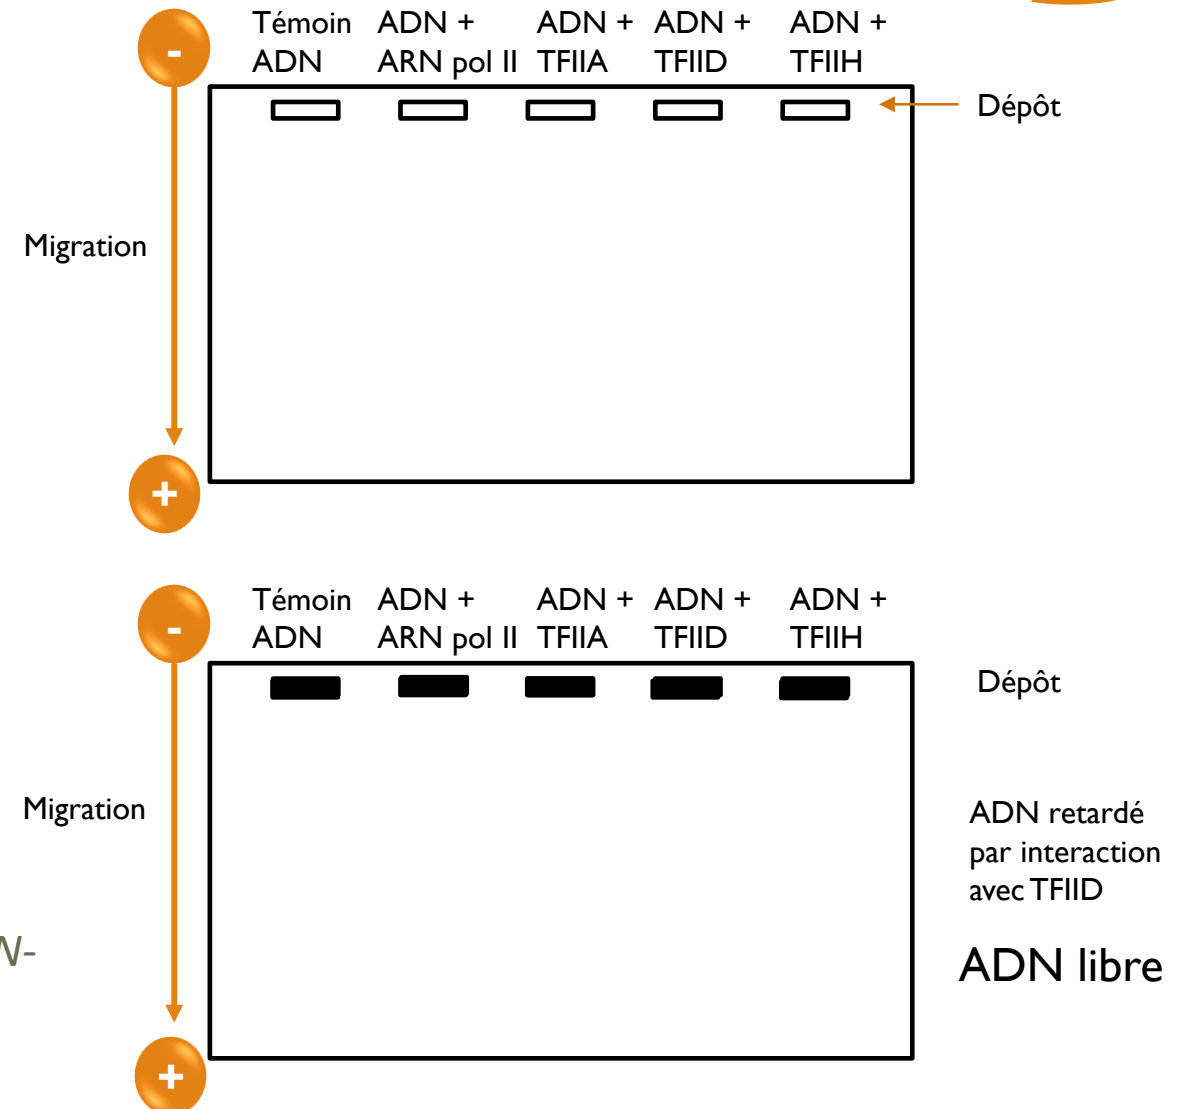 Témoin ADN + ADN + ADN + ADN +
ADN ARN pol II TFIIA TFIID TFIIH
-
Dépôt
Migration
+
Témoin ADN + ADN + ADN + ADN +
ADN ARN pol II TFIIA TFIID TFIIH
-
Dépôt
Migration
ADN retardé
par interaction
avec TFIID
N-
ADN libre
+